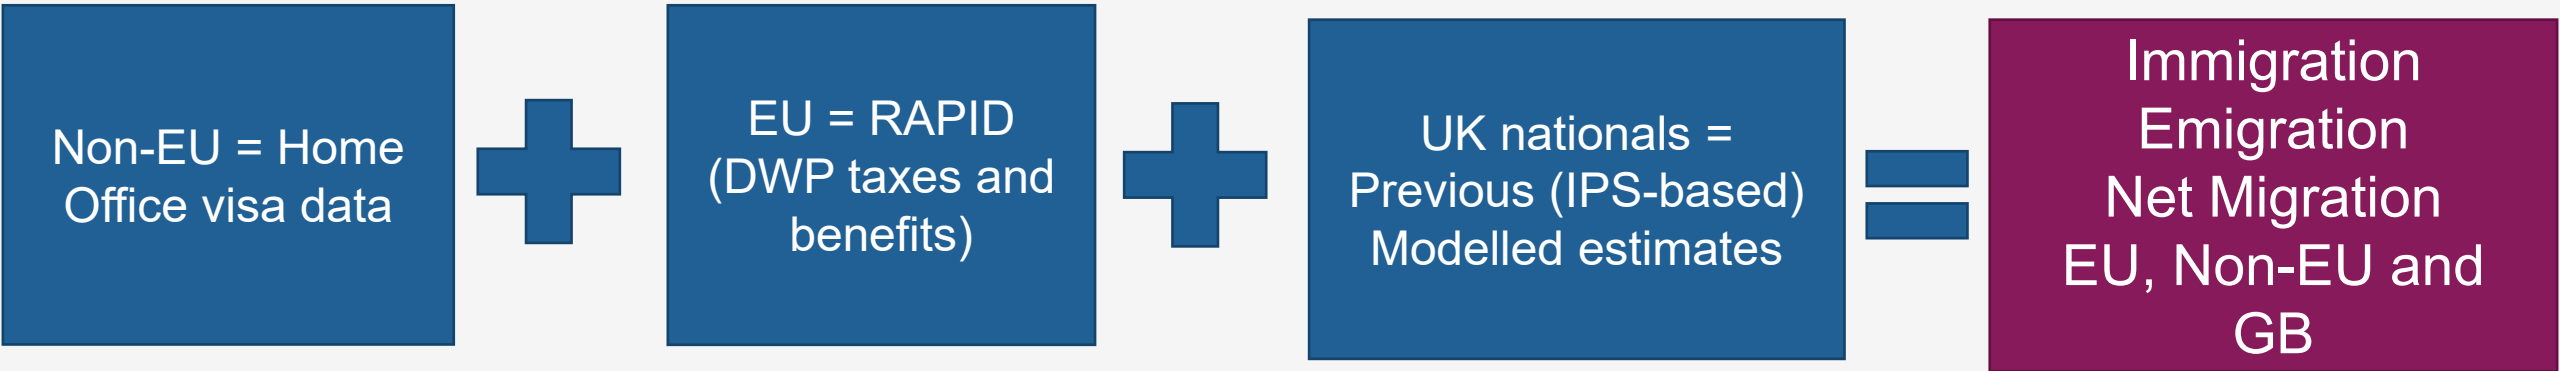 Non-EU = Home
Office visa data
EU = RAPID
(DWP taxes and
benefits)
UK nationals =
Previous (IPS-based)
Modelled estimates
Immigration
Emigration
Net Migration
EU, Non-EU and
GB